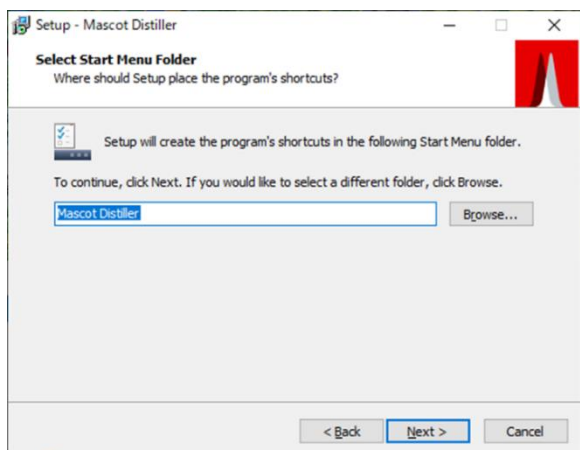 Setup - Mascot Distiller
Select Start Menu Folder
Where should Setup place the program's shortcuts?
Setup will create the program's shortcuts in the following Start Menu folder.
To continue, click Next. If you would like to select a different folder, click Browse.
Mascot Distiller
Browse...
< Back
Next >
Cancel